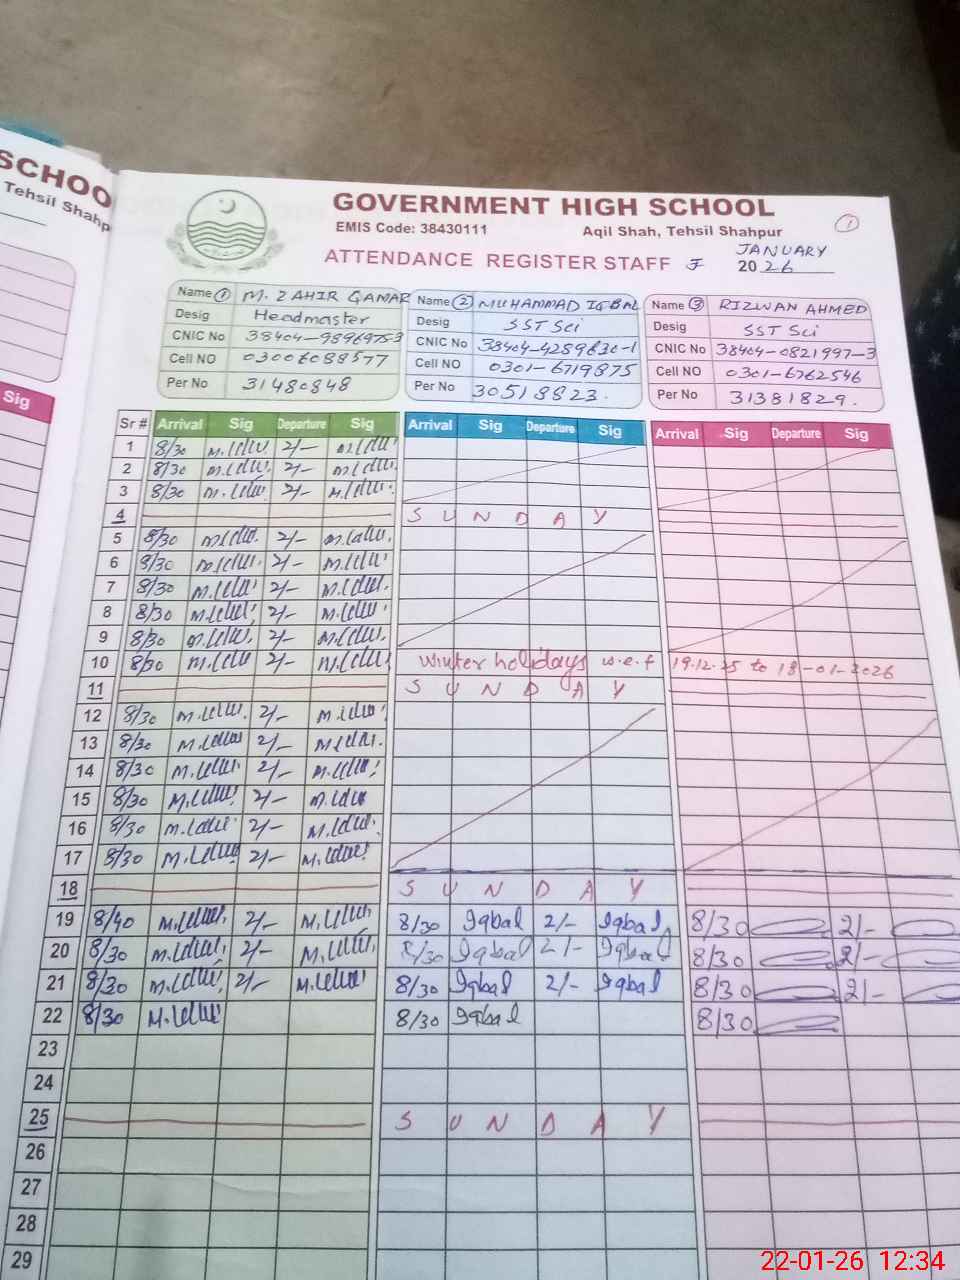 SCHOO
Tehsil Shahp
Sig
GOVERNMENT HIGH SCHOOL
1
EMIS Code: 38430111 Aqil Shah, Tehsil Shahpur
ATTENDANCE REGISTER STAFF JANUARY 2026
Name 1 M. ZAHIR QAMAR Name 2 MUHAMMAD IQBAL Name 3 RIZWAN AHMED
Desig Headmaster Desig SST Sci Desig SST Sci
CNIC No 38404-9896975-3 CNIC No 38404-4289630-1 CNIC No 38404-0821997-3
Cell NO 03006088577 Cell NO 0301-6719875 Cell NO 0301-6762546
Per No 31480848 Per No 30518823. Per No 31381829.
Sr # Arrival Sig Departure Sig Arrival Sig Departure Sig Arrival Sig Departure Sig
1 8/30 2/-
2 8/30 2/-
3 8/30 2/-
4 SUNDAY
5 8/30 2/-
6 8/30 2/-
7 8/30 2/-
8 8/30 2/-
9 8/30 2/-
10 8/30 2/- Winter holidays w.e.f 19.12.25 to 18-01-2026
11 SUNDAY
12 8/30 2/-
13 8/30 2/-
14 8/30 2/-
15 8/30 2/-
16 8/30 2/-
17 8/30 2/-
18 SUNDAY
19 8/40 2/- 8/30 Iqbal 2/- Iqbal 8/30 2/-
20 8/30 2/- 8/30 Iqbal 2/- Iqbal 8/30 2/-
21 8/30 2/- 8/30 Iqbal 2/- Iqbal 8/30 2/-
22 8/30 8/30 Iqbal 8/30
23
24
25 SUNDAY
26
27
28
29
22-01-26 12:34